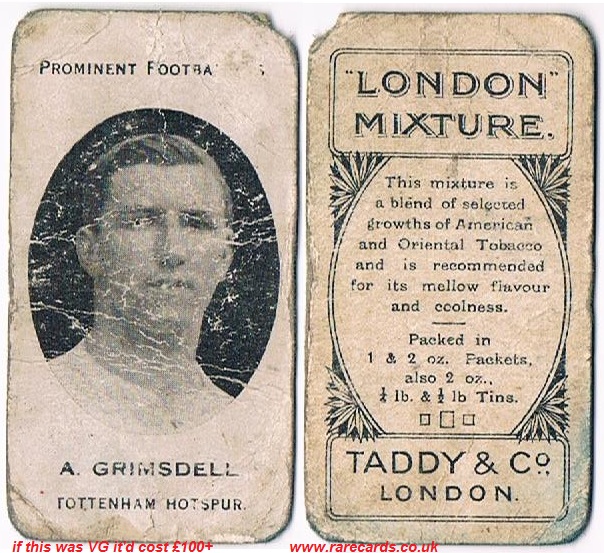 PROMINENT
A. GRIMSDELL
TOTTENHAM HOTSPUR.
if this was VG it'd cost £100+
"LONDON"
MIXTURE.
This mixture is
a blend of selected
growths of American
and Oriental Tobacco
and is recommended
for its mellow flavour
and coolness.
Packed in
1 & 2 oz. Packets,
also 2 oz.,
¼ lb. & ½ lb Tins.
TADDY & Co.,
LONDON.
www.rarecards.co.uk